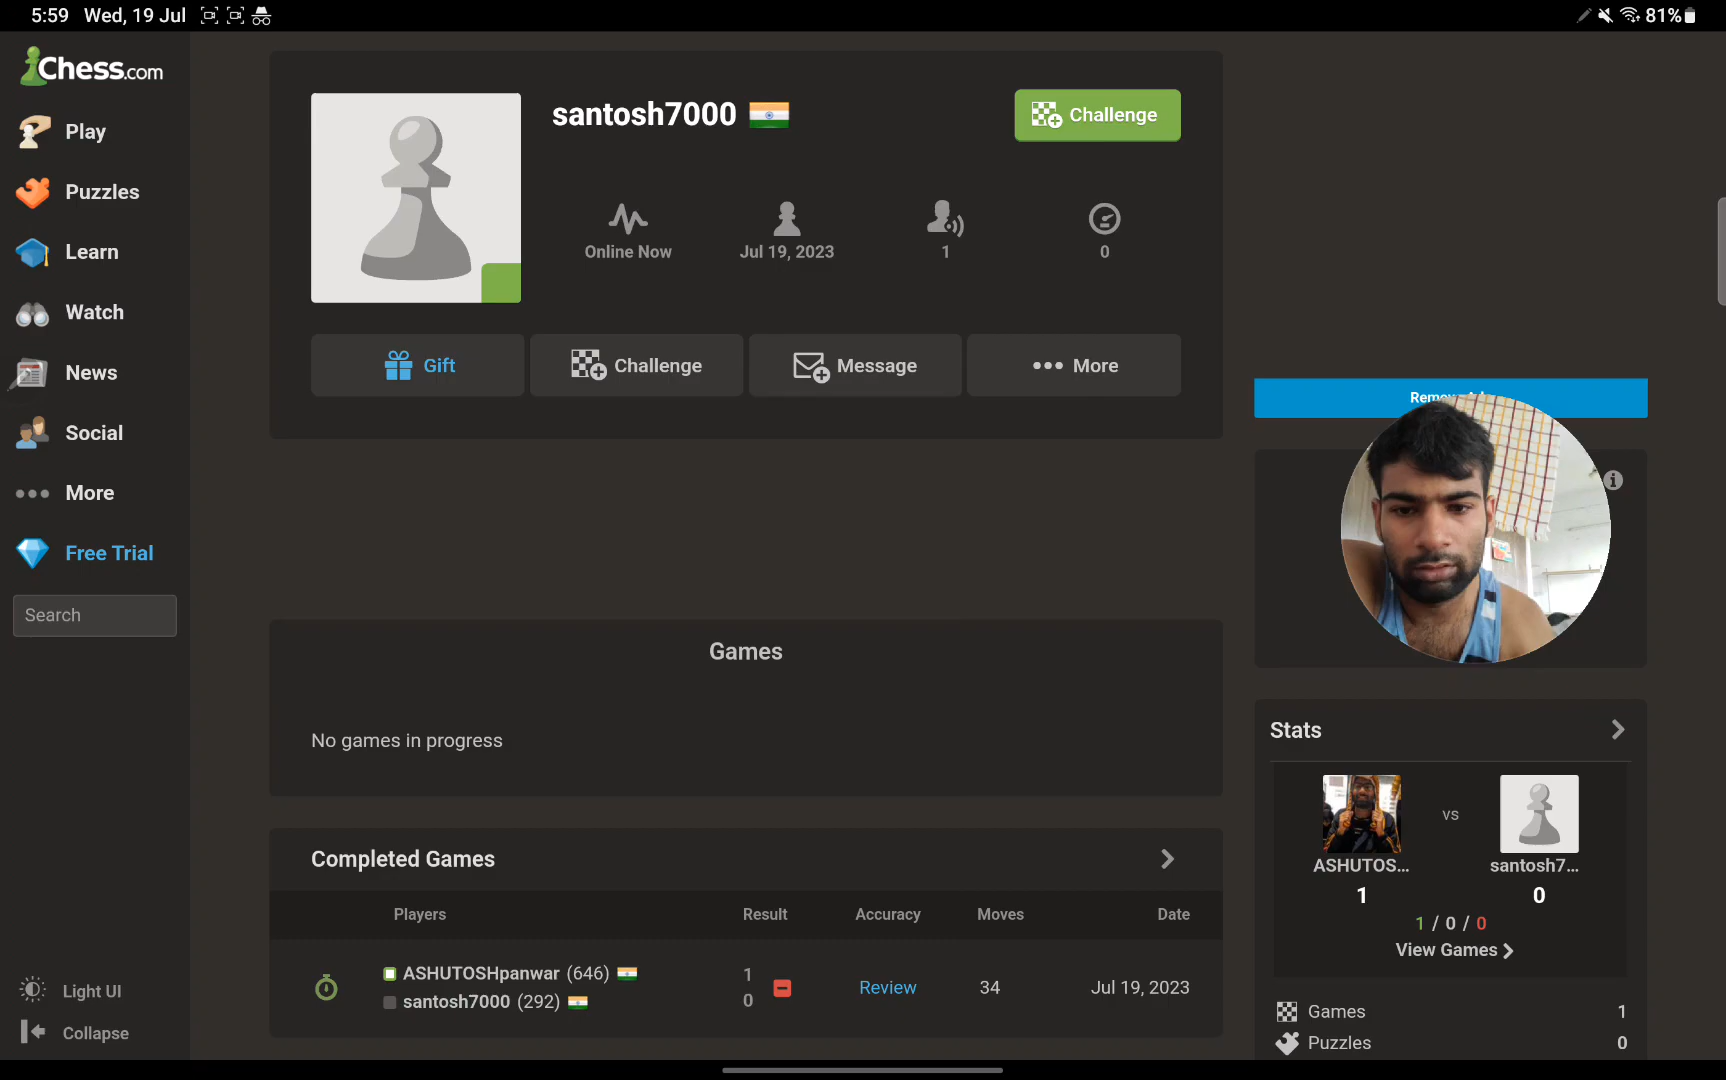 5:59 Wed, 19 Jul
81%
Chess.com
Play
Puzzles
Learn
Watch
News
Social
More
Free Trial
Search
Light UI
Collapse
santosh7000
Challenge
Online Now
Jul 19, 2023
1
0
Gift
Challenge
Message
More
Games
No games in progress
Completed Games
Players Result Accuracy Moves Date
ASHUTOSHpanwar (646) 1
santosh7000 (292) 0
Review 34 Jul 19, 2023
Stats
vs
ASHUTOS... santosh7...
1 0
1 / 0 / 0
View Games
Games 1
Puzzles 0